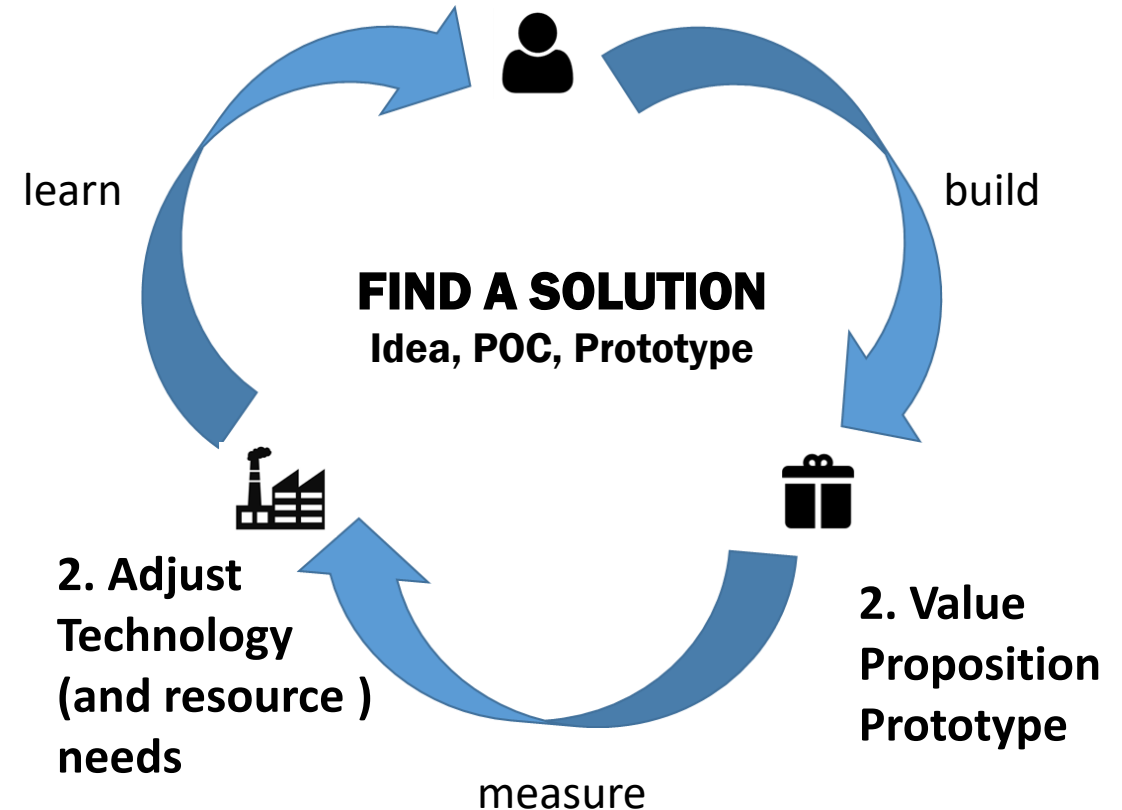 learn
build
FIND A SOLUTION
Idea, POC, Prototype
2. Adjust
Technology
(and resource )
needs
2. Value
Proposition
Prototype
measure